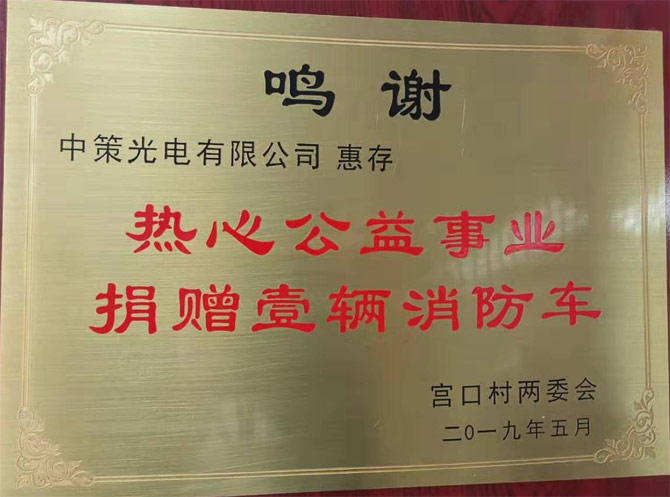 鸣谢
中策光电有限公司 惠存
热心公益事业
捐赠壹辆消防车
宫口村两委会
二0一九年五月